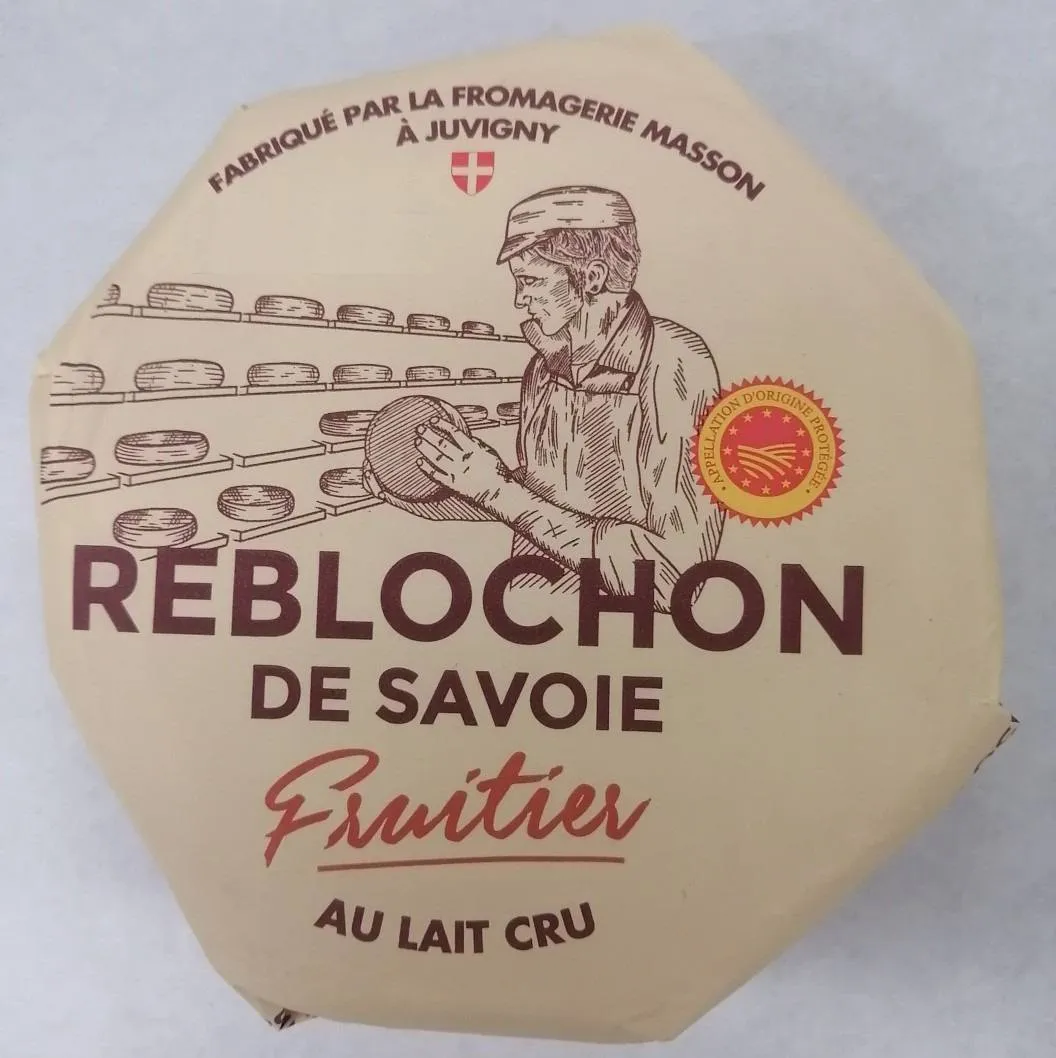 FABRIQUÉ PAR LA FROMAGERIE MASSON
À JUVIGNY
· APPELLATION D'ORIGINE PROTÉGÉE ·
REBLOCHON
DE SAVOIE
Fruitier
AU LAIT CRU